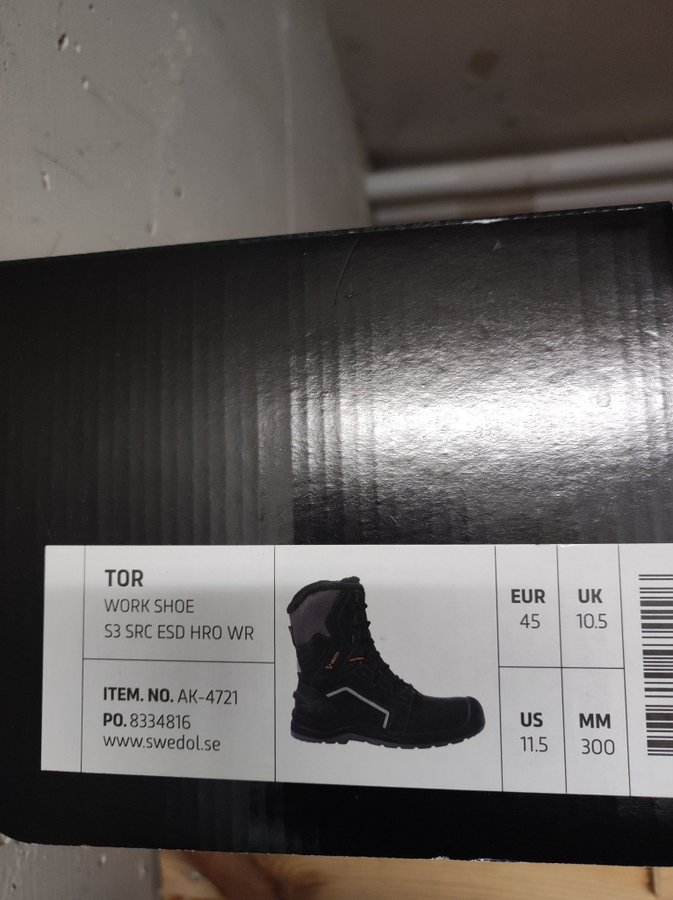 TOR
WORK SHOE
S3 SRC ESD HRO WR
ITEM. NO. AK-4721
PO. 8334816
www.swedol.se
EUR
45
UK
10.5
US
11.5
MM
300